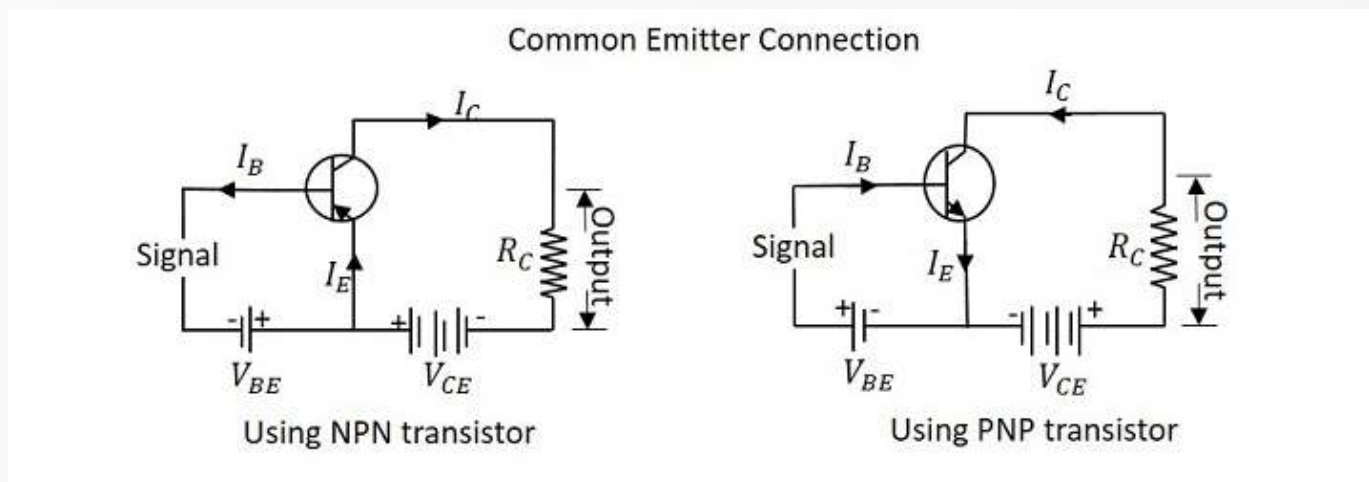 Common Emitter Connection
I_B
I_C
Signal
I_E
R_C
Output
- +
+ -
V_BE
V_CE
Using NPN transistor
I_B
I_C
Signal
I_E
R_C
Output
+ -
- +
V_BE
V_CE
Using PNP transistor